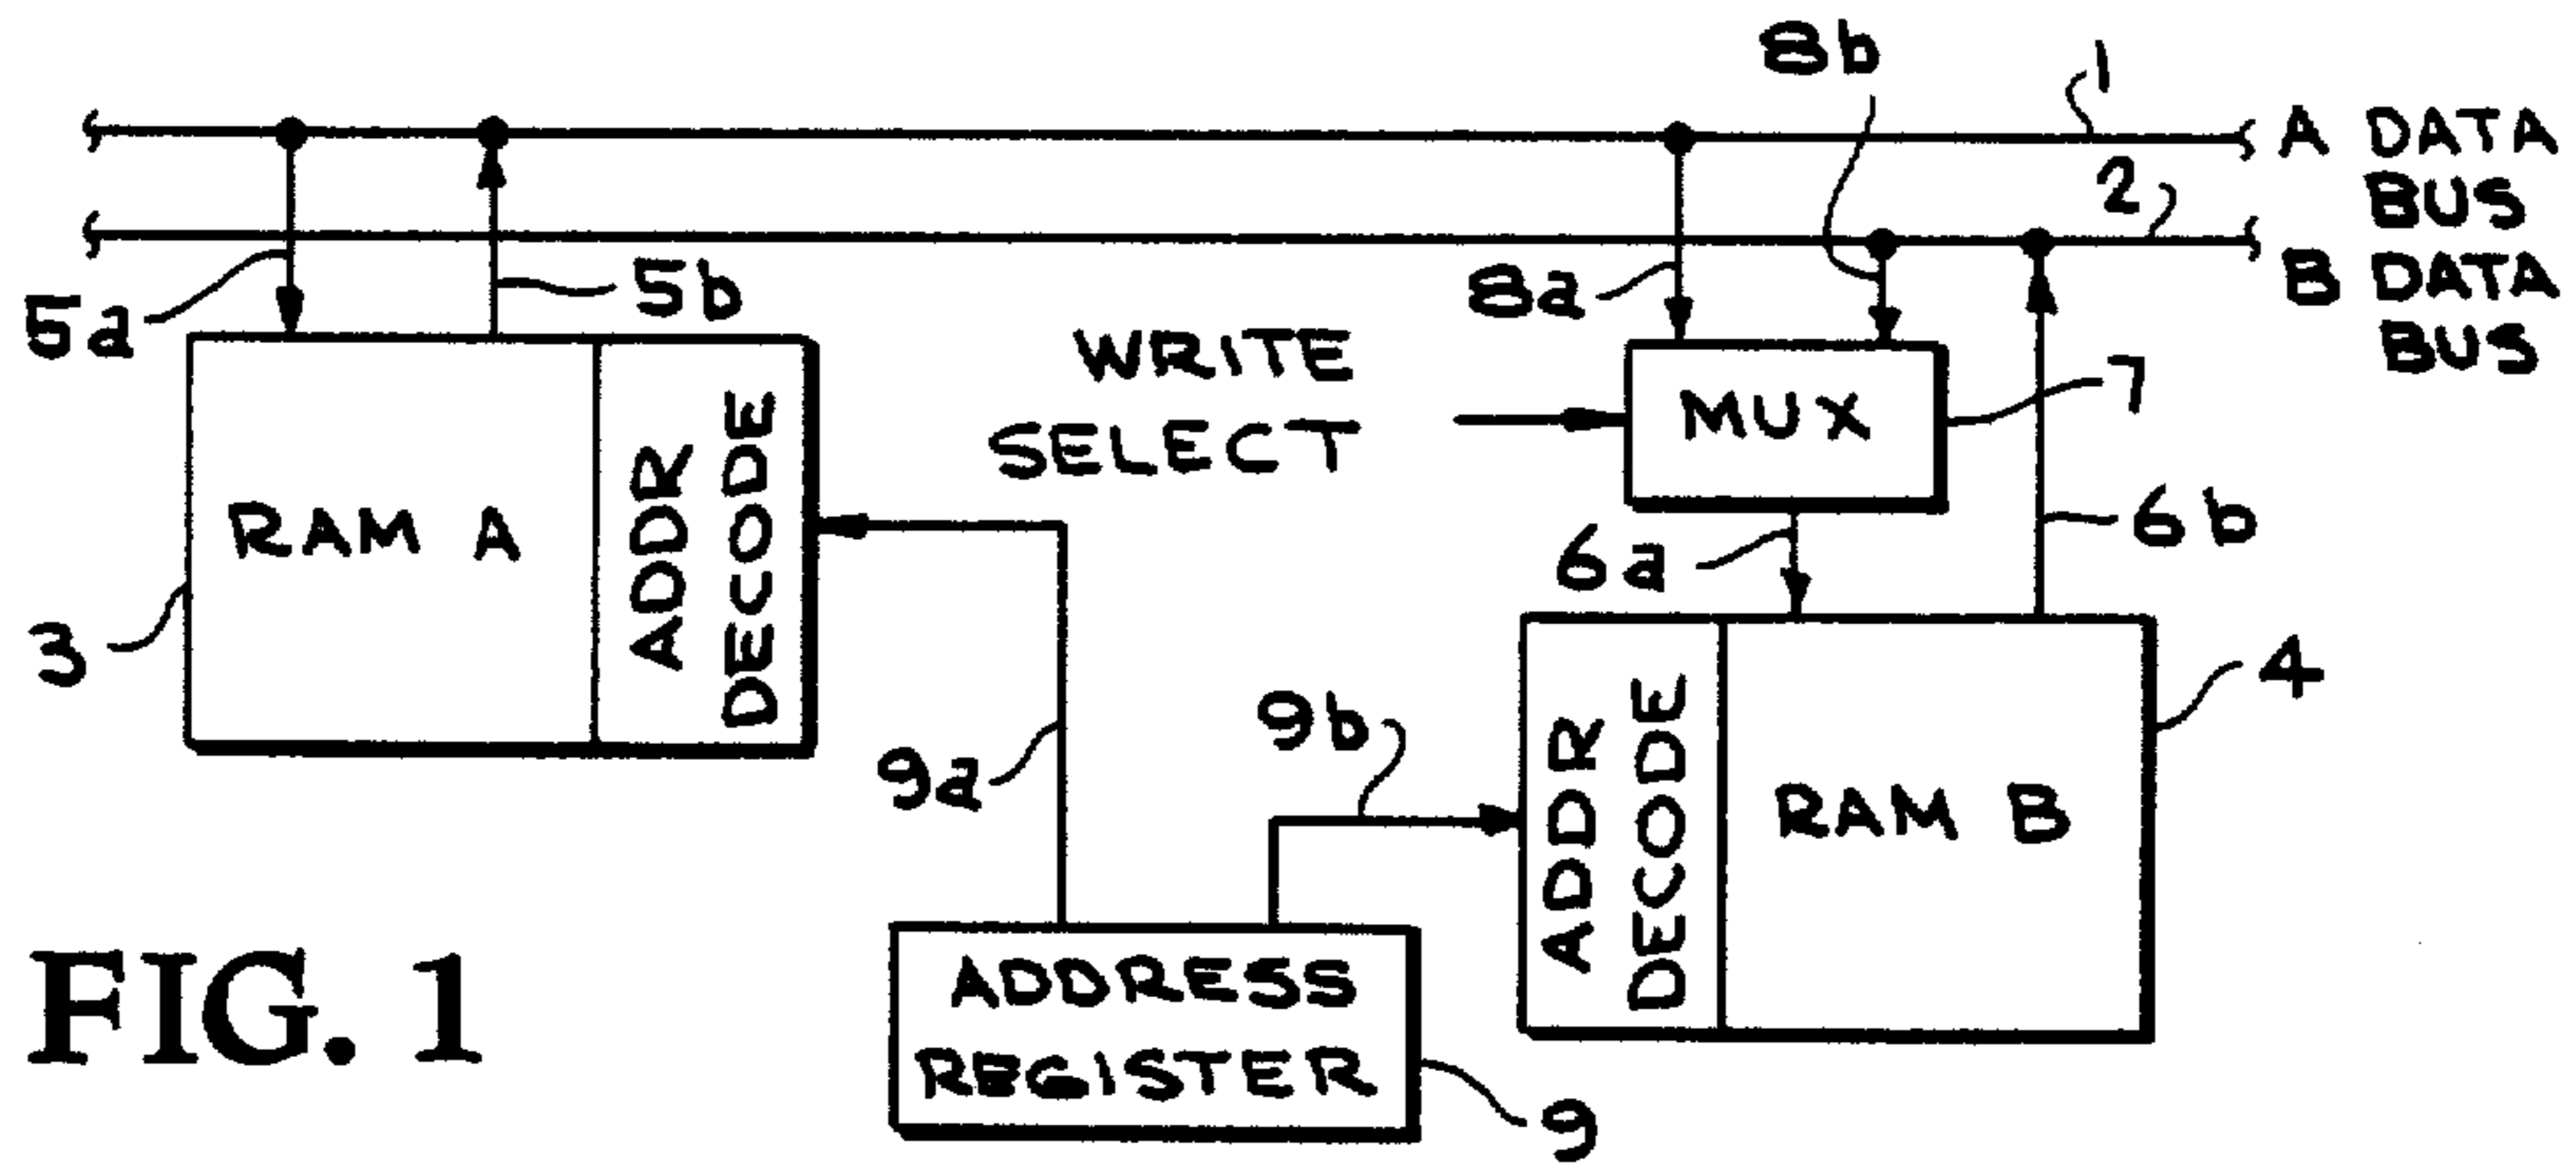 8b
1
A DATA
BUS
2
B DATA
BUS
5a
5b
8a
WRITE
SELECT
MUX
7
RAM A
ADDR
DECODE
6a
6b
3
4
9a
9b
ADDR
DECODE
RAM B
ADDRESS
REGISTER
9
FIG. 1